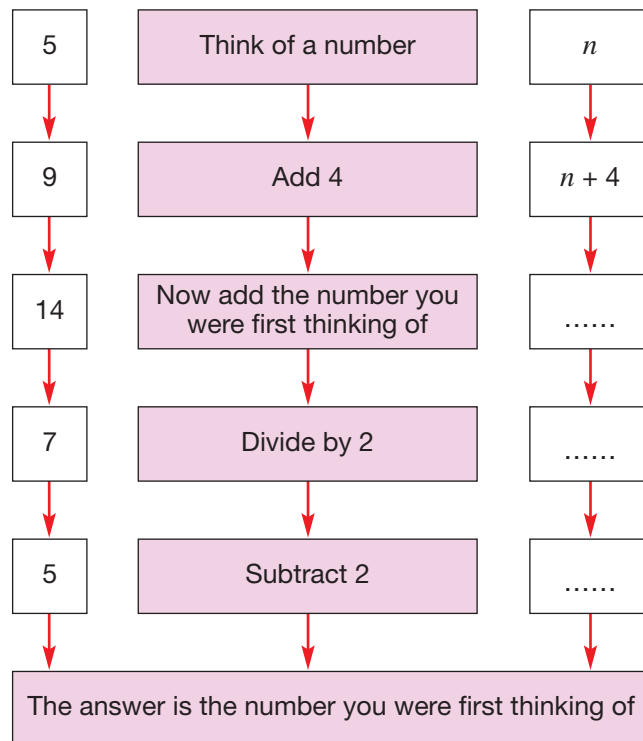 5
Think of a number
n
9
Add 4
n + 4
14
Now add the number you
were first thinking of
......
7
Divide by 2
......
5
Subtract 2
......
The answer is the number you were first thinking of